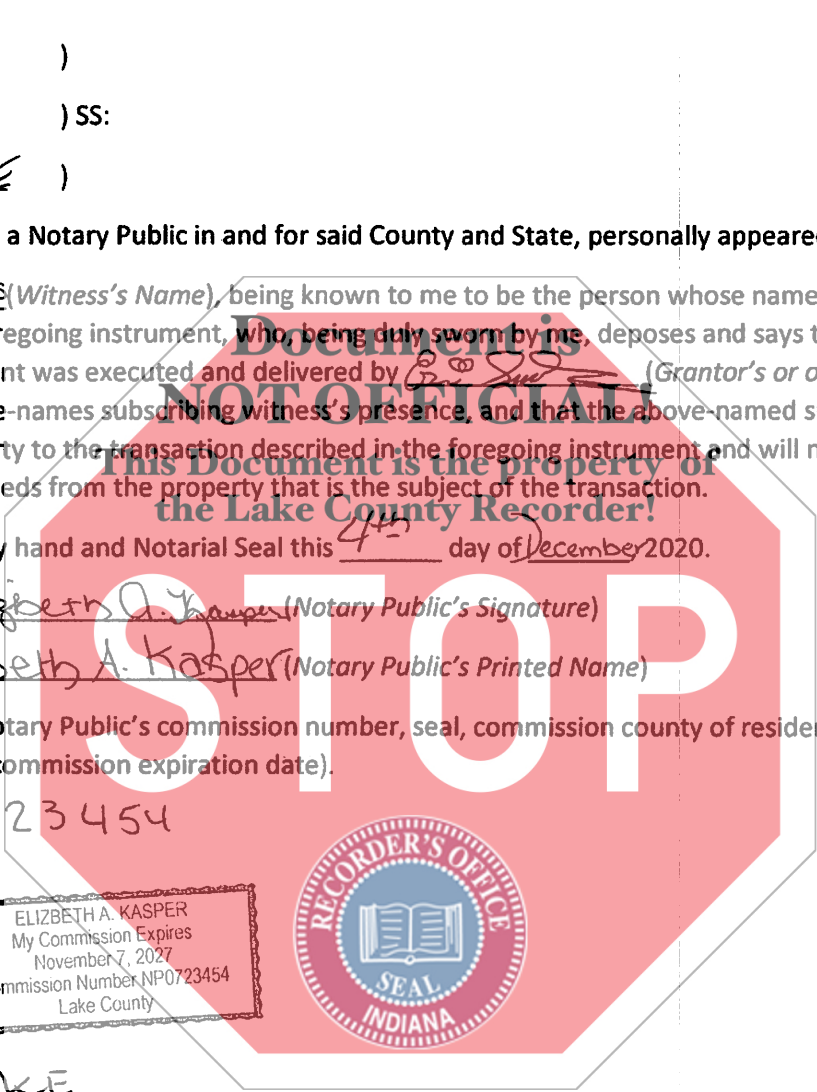 )
) SS:
)
a Notary Public in and for said County and State, personally appeare
(Witness's Name), being known to me to be the person whose name
egoing instrument, who, being duly sworn by me, deposes and says t
Document is
nt was executed and delivered by (Grantor's or o
NOT OFFICIAL!
e-names subscribing witness's presence, and that the above-named s
ty to the transaction described in the foregoing instrument and will n
This Document is the property of
eds from the property that is the subject of the transaction.
the Lake County Recorder!
hand and Notarial Seal this 4th day of December 2020.
beth A. Kasper (Notary Public's Signature)
beth A. Kasper (Notary Public's Printed Name)
STOP
tary Public's commission number, seal, commission county of reside
ommission expiration date).
23454
RECORDER'S OFFICE
SEAL
INDIANA
ELIZBETH A. KASPER
My Commission Expires
November 7, 2027
mmission Number NP0723454
Lake County